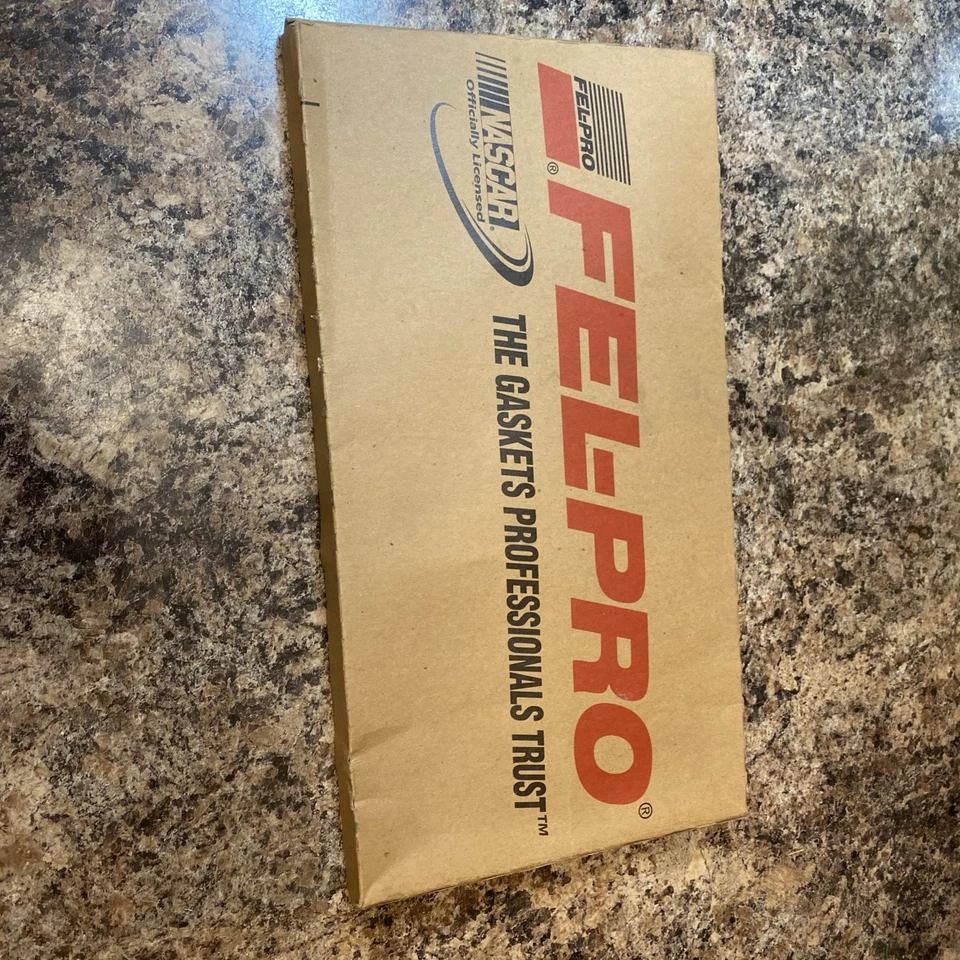 FEL-PRO
®
FEL-PRO®
NASCAR®
Officially Licensed
THE GASKETS PROFESSIONALS TRUST™